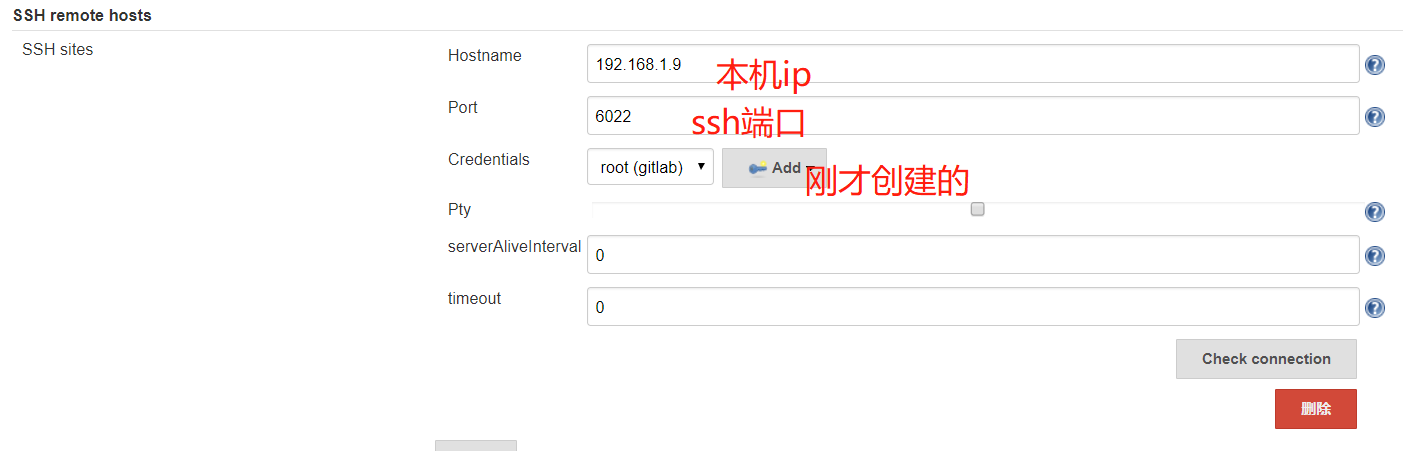 SSH remote hosts
SSH sites
Hostname
192.168.1.9
本机ip
Port
6022
ssh端口
Credentials
root (gitlab)
Add
刚才创建的
Pty
serverAliveInterval
0
timeout
0
Check connection
删除